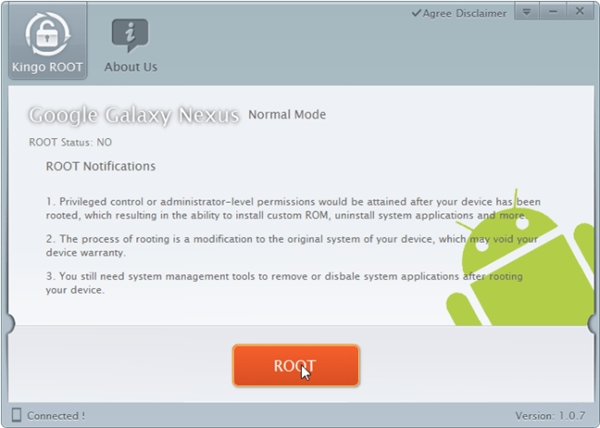 Agree Disclaimer
Kingo ROOT
About Us
Google Galaxy Nexus Normal Mode
ROOT Status: NO
ROOT Notifications
1. Privileged control or administrator-level permissions would be attained after your device has been
rooted, which resulting in the ability to install custom ROM, uninstall system applications and more.
2. The process of rooting is a modification to the original system of your device, which may void your
device warranty.
3. You still need system management tools to remove or disbale system applications after rooting
your device.
ROOT
Connected !
Version: 1.0.7